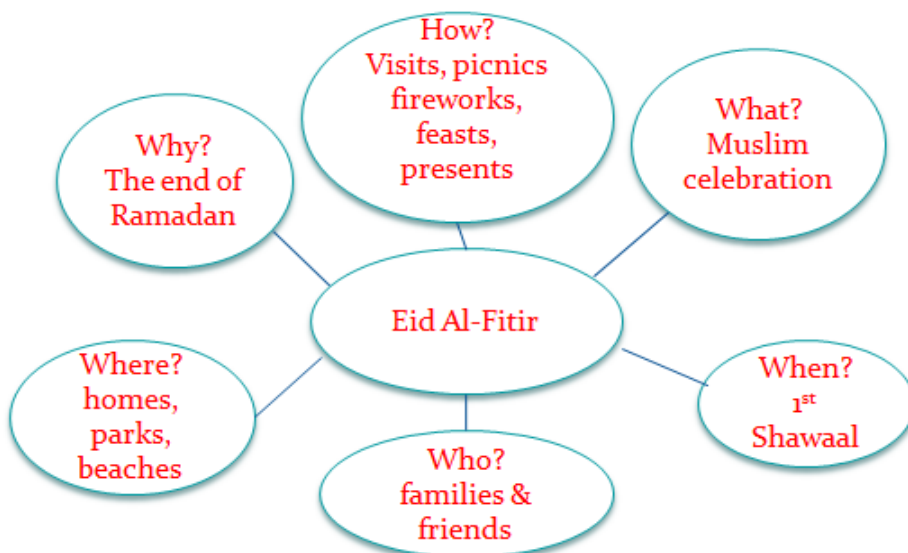 How?
Visits, picnics
fireworks,
feasts,
presents
What?
Muslim
celebration
Why?
The end of
Ramadan
Eid Al-Fitir
Where?
homes,
parks,
beaches
When?
1st
Shawaal
Who?
families &
friends